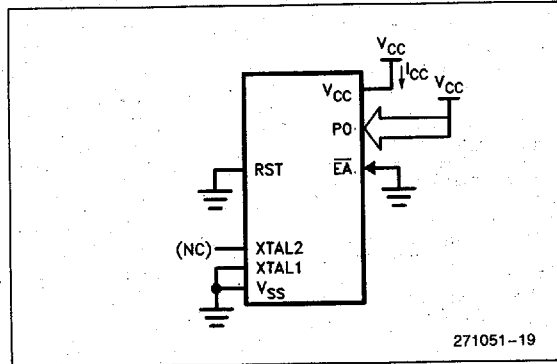 VCC
ICC
VCC
VCC
P0
RST
EA
(NC)
XTAL2
XTAL1
VSS
271051-19